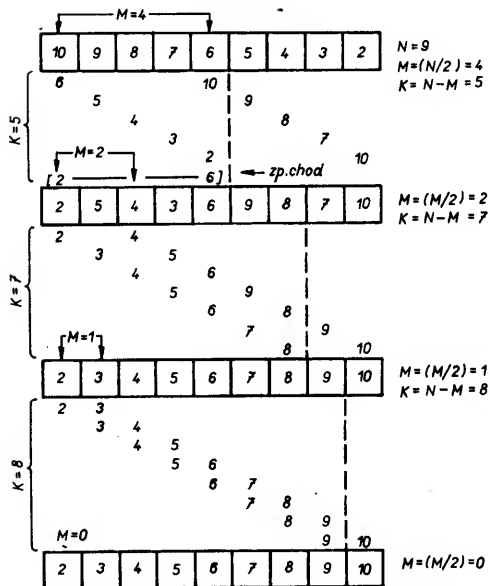 M=4
10 9 8 7 6 5 4 3 2
N=9
M=(N/2)=4
K=N-M=5
K=5
6 10
5 9
4 8
3 7
2 10
M=2
[2 6]
zp.chod
2 5 4 3 6 9 8 7 10
M=(M/2)=2
K=N-M=7
K=7
2 4
3 5
4 6
5 9
6 8
7 9
8 10
M=1
2 3 4 5 6 7 8 9 10
M=(M/2)=1
K=N-M=8
K=8
2 3
3 4
4 5
5 6
6 7
7 8
8 9
9 10
M=0
2 3 4 5 6 7 8 9 10
M=(M/2)=0